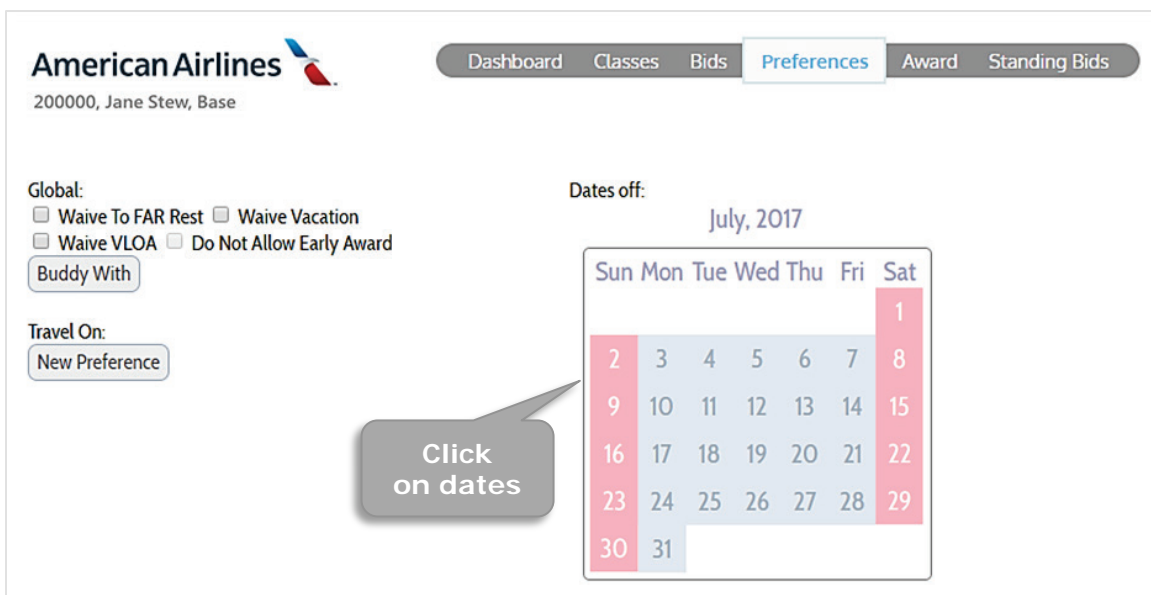 American Airlines
200000, Jane Stew, Base
Dashboard Classes Bids Preferences Award Standing Bids
Global:
Waive To FAR Rest Waive Vacation
Waive VLOA Do Not Allow Early Award
Buddy With
Travel On:
New Preference
Dates off:
July, 2017
Sun Mon Tue Wed Thu Fri Sat
1
2 3 4 5 6 7 8
9 10 11 12 13 14 15
16 17 18 19 20 21 22
23 24 25 26 27 28 29
30 31
Click
on dates